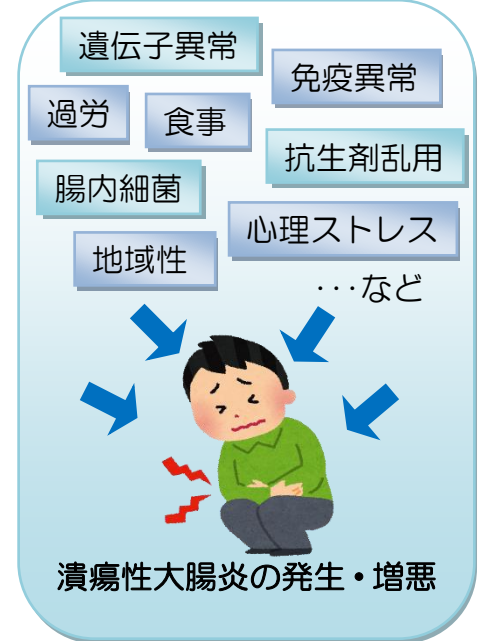 遺伝子異常
免疫異常
過労
食事
抗生剤乱用
腸内細菌
心理ストレス
地域性
･･･など
潰瘍性大腸炎の発生・増悪